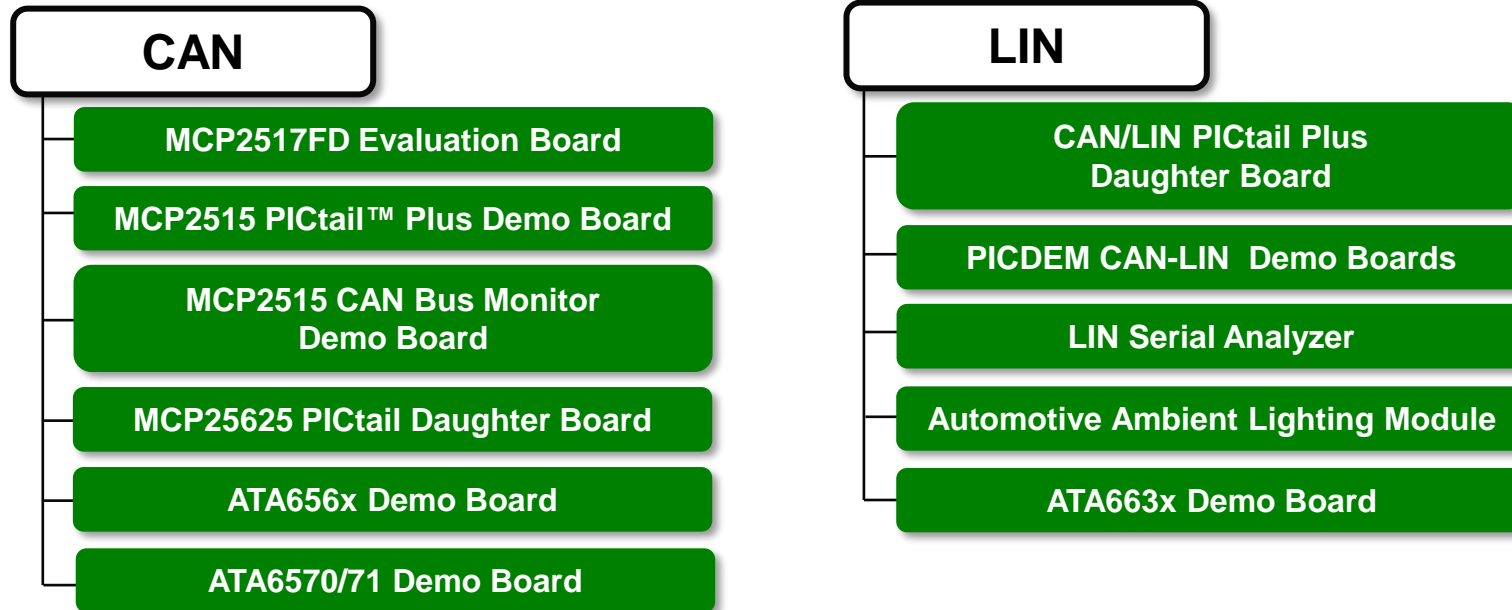 CAN
MCP2517FD Evaluation Board
MCP2515 PICtail™ Plus Demo Board
MCP2515 CAN Bus Monitor
Demo Board
MCP25625 PICtail Daughter Board
ATA656x Demo Board
ATA6570/71 Demo Board
LIN
CAN/LIN PICtail Plus
Daughter Board
PICDEM CAN-LIN  Demo Boards
LIN Serial Analyzer
Automotive Ambient Lighting Module
ATA663x Demo Board